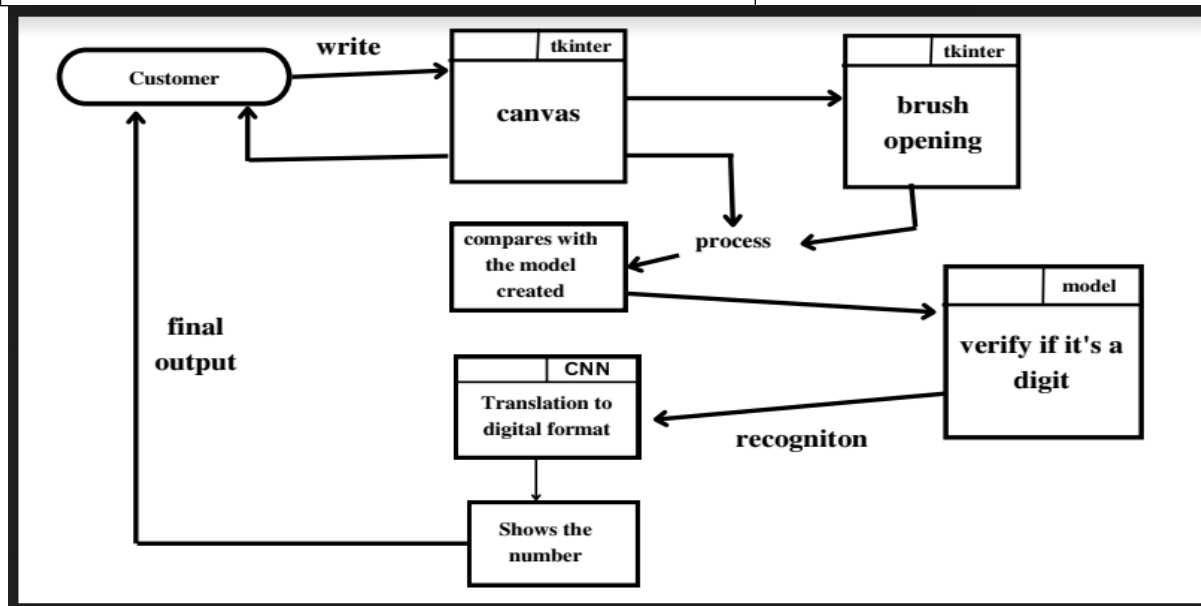 Customer
write
tkinter
canvas
tkinter
brush
opening
process
compares with
the model
created
model
verify if it's a
digit
recogniton
CNN
Translation to
digital format
Shows the
number
final
output